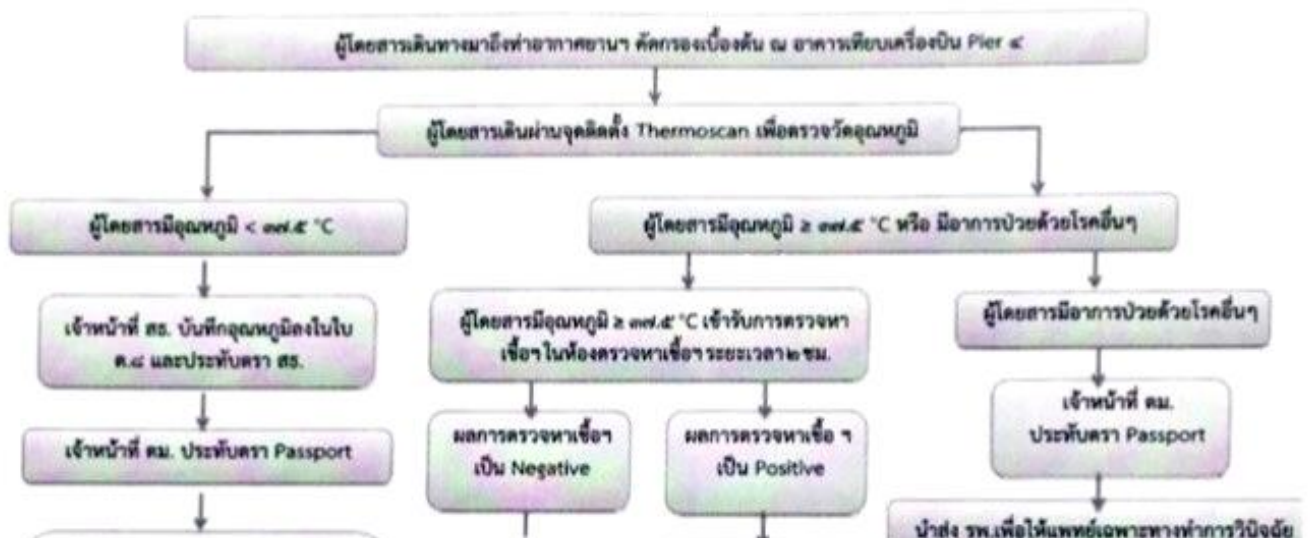 ผู้โดยสารเดินทางมาถึงท่าอากาศยานฯ คัดกรองเบื้องต้น ณ อาคารเทียบเครื่องบิน Pier ๔
ผู้โดยสารเดินผ่านจุดติดตั้ง Thermoscan เพื่อตรวจวัดอุณหภูมิ
ผู้โดยสารมีอุณหภูมิ < ๓๗.๕ °C
ผู้โดยสารมีอุณหภูมิ ≥ ๓๗.๕ °C หรือ มีอาการป่วยด้วยโรคอื่นๆ
เจ้าหน้าที่ สธ. บันทึกอุณหภูมิลงในใบ
ต.๘ และประทับตรา สธ.
ผู้โดยสารมีอุณหภูมิ ≥ ๓๗.๕ °C เข้ารับการตรวจหา
เชื้อฯ ในห้องตรวจหาเชื้อฯ ระยะเวลา ๒ ชม.
ผู้โดยสารมีอาการป่วยด้วยโรคอื่นๆ
เจ้าหน้าที่ ตม. ประทับตรา Passport
ผลการตรวจหาเชื้อฯ
เป็น Negative
ผลการตรวจหาเชื้อ ฯ
เป็น Positive
เจ้าหน้าที่ ตม.
ประทับตรา Passport
นำส่ง รพ.เพื่อให้แพทย์เฉพาะทางทำการวินิจฉัย